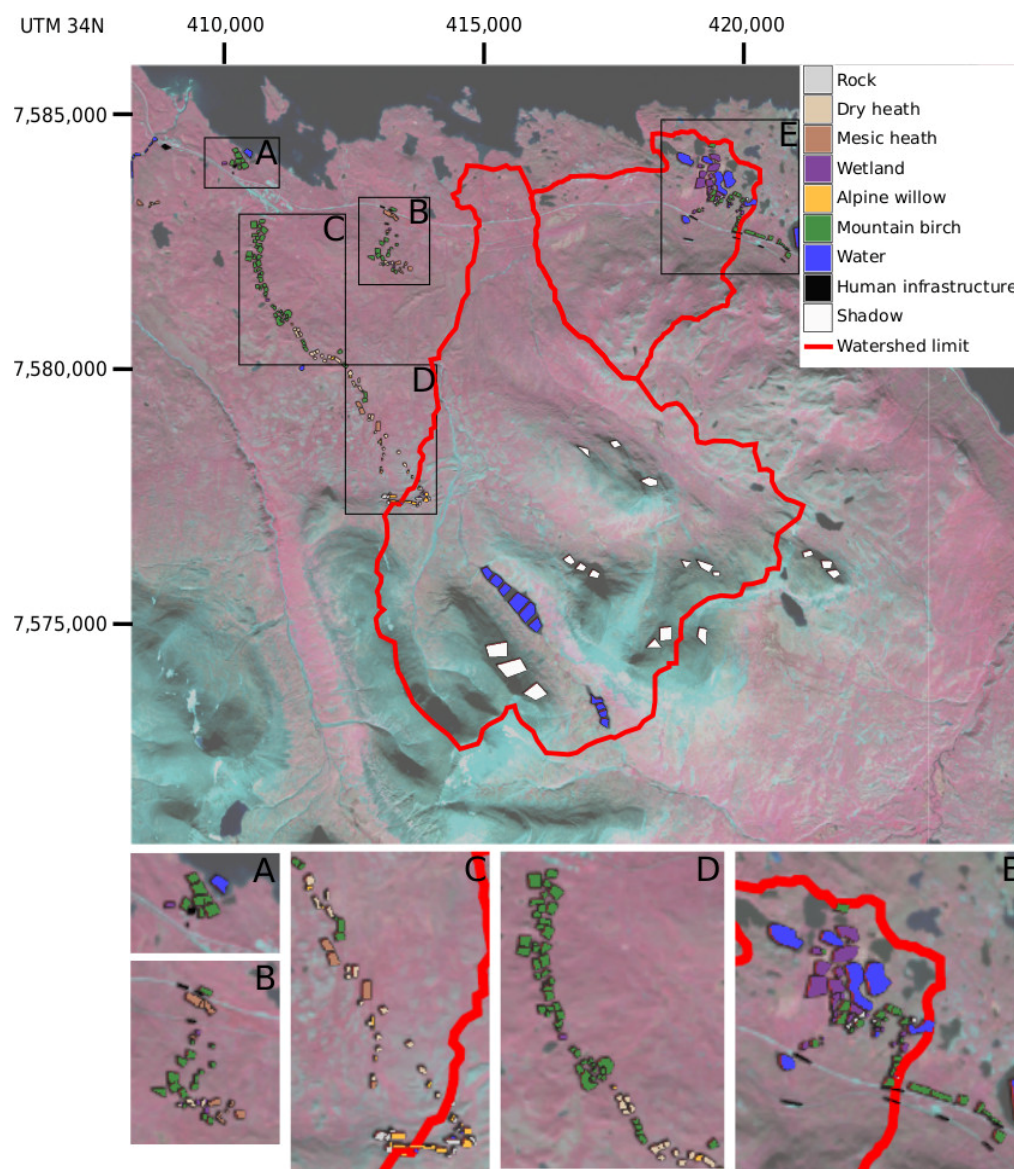 UTM 34N
410,000
415,000
420,000
7,585,000
7,580,000
7,575,000
Rock
Dry heath
Mesic heath
Wetland
Alpine willow
Mountain birch
Water
Human infrastructure
Shadow
Watershed limit
A
B
C
D
E
A
B
C
D
E